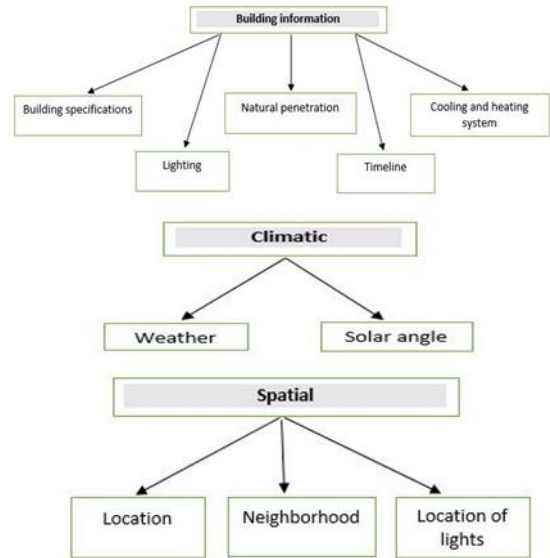 Building information
Building specifications
Natural penetration
Cooling and heating
system
Lighting
Timeline
Climatic
Weather
Solar angle
Spatial
Location
Neighborhood
Location of
lights